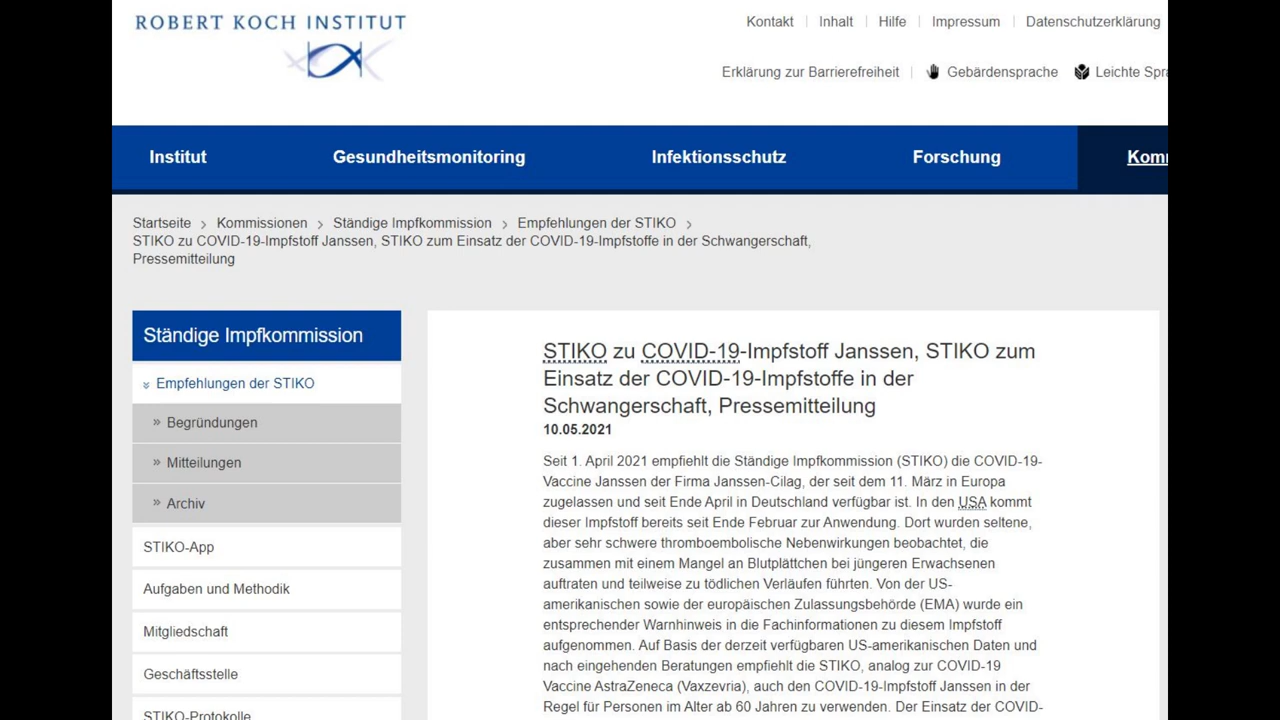 ROBERT KOCH INSTITUT
Kontakt Inhalt Hilfe Impressum Datenschutzerklärung
Erklärung zur Barrierefreiheit Gebärdensprache Leichte Spra
Institut Gesundheitsmonitoring Infektionsschutz Forschung Komm
Startseite Kommissionen Ständige Impfkommission Empfehlungen der STIKO
STIKO zu COVID-19-Impfstoff Janssen, STIKO zum Einsatz der COVID-19-Impfstoffe in der Schwangerschaft,
Pressemitteilung
Ständige Impfkommission
Empfehlungen der STIKO
» Begründungen
» Mitteilungen
» Archiv
STIKO-App
Aufgaben und Methodik
Mitgliedschaft
Geschäftsstelle
STIKO-Protokolle
STIKO zu COVID-19-Impfstoff Janssen, STIKO zum
Einsatz der COVID-19-Impfstoffe in der
Schwangerschaft, Pressemitteilung
10.05.2021
Seit 1. April 2021 empfiehlt die Ständige Impfkommission (STIKO) die COVID-19-
Vaccine Janssen der Firma Janssen-Cilag, der seit dem 11. März in Europa
zugelassen und seit Ende April in Deutschland verfügbar ist. In den USA kommt
dieser Impfstoff bereits seit Ende Februar zur Anwendung. Dort wurden seltene,
aber sehr schwere thromboembolische Nebenwirkungen beobachtet, die
zusammen mit einem Mangel an Blutplättchen bei jüngeren Erwachsenen
auftraten und teilweise zu tödlichen Verläufen führten. Von der US-
amerikanischen sowie der europäischen Zulassungsbehörde (EMA) wurde ein
entsprechender Warnhinweis in die Fachinformationen zu diesem Impfstoff
aufgenommen. Auf Basis der derzeit verfügbaren US-amerikanischen Daten und
nach eingehenden Beratungen empfiehlt die STIKO, analog zur COVID-19
Vaccine AstraZeneca (Vaxzevria), auch den COVID-19-Impfstoff Janssen in der
Regel für Personen im Alter ab 60 Jahren zu verwenden. Der Einsatz der COVID-